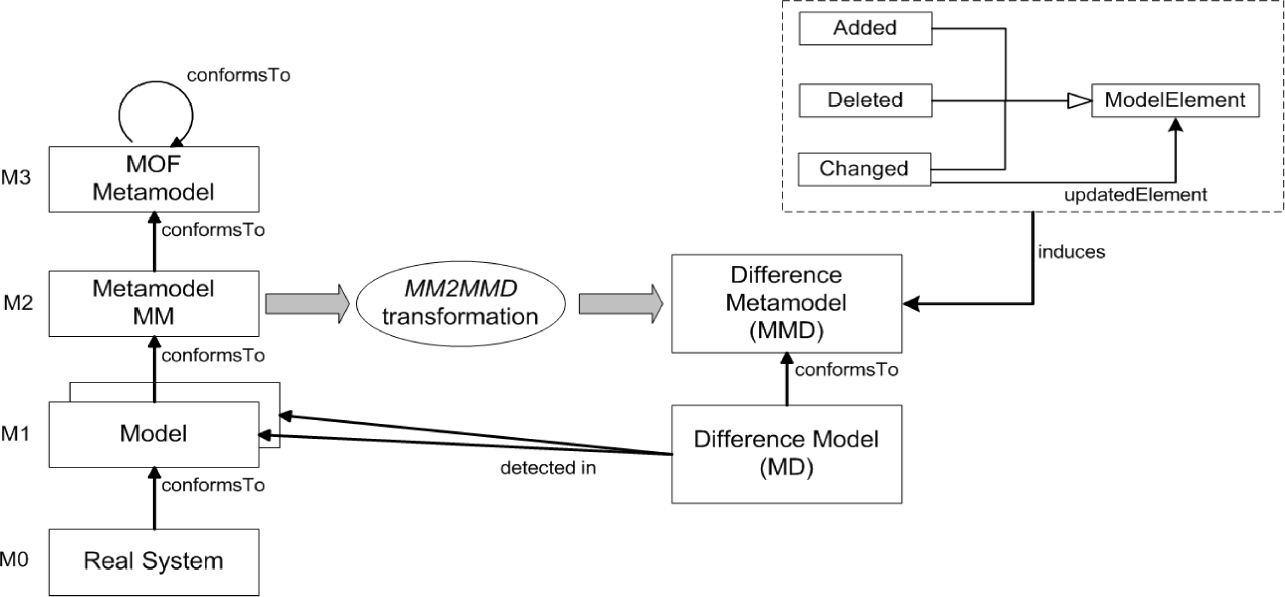 Added
Deleted
Changed
ModelElement
updatedElement
induces
conformsTo
M3
MOF
Metamodel
conformsTo
M2
Metamodel
MM
MM2MMD
transformation
Difference
Metamodel
(MMD)
conformsTo
conformsTo
M1
Model
detected in
Difference Model
(MD)
conformsTo
M0
Real System